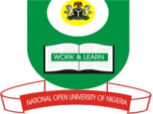 WORK & LEARN
NATIONAL OPEN UNIVERSITY OF NIGERIA